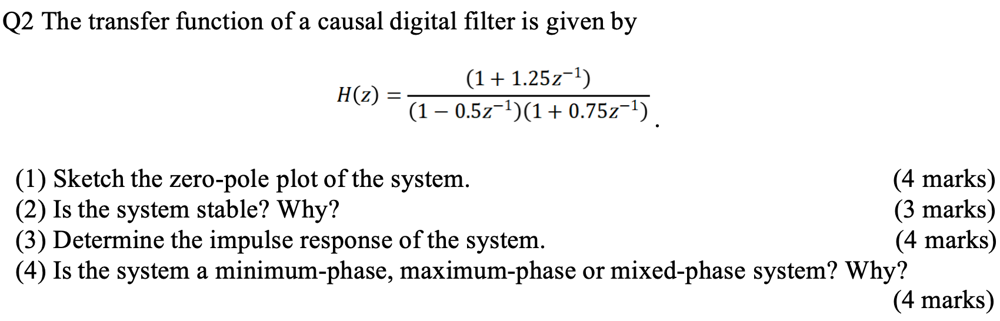 Q2 The transfer function of a causal digital filter is given by
H(z) = (1 + 1.25z⁻¹) / (1 − 0.5z⁻¹)(1 + 0.75z⁻¹) .
(1) Sketch the zero-pole plot of the system. (4 marks)
(2) Is the system stable? Why? (3 marks)
(3) Determine the impulse response of the system. (4 marks)
(4) Is the system a minimum-phase, maximum-phase or mixed-phase system? Why?
(4 marks)